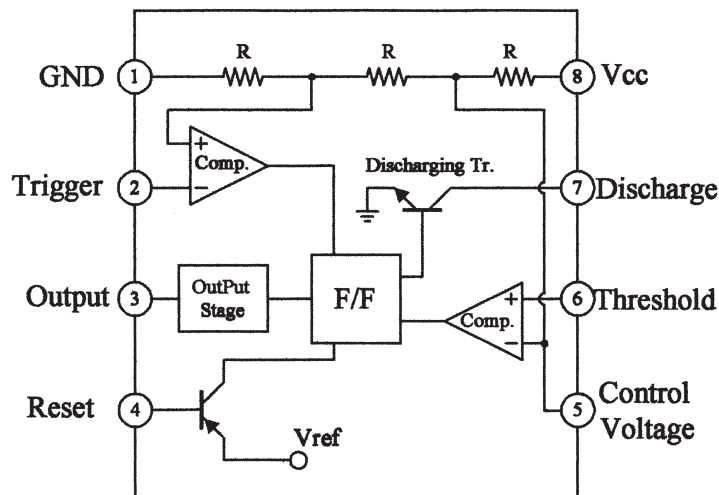 R
R
R
GND
1
8
Vcc
+
Comp.
−
Trigger
2
Discharging Tr.
7
Discharge
Output
3
OutPut
Stage
F/F
+
Comp.
−
6
Threshold
Reset
4
Vref
5
Control
Voltage